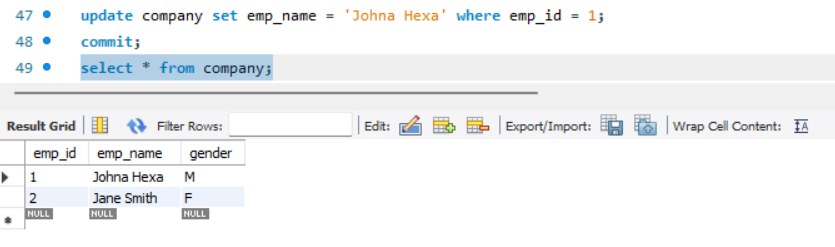 47 update company set emp_name = 'Johna Hexa' where emp_id = 1;
48 commit;
49 select * from company;
Result Grid Filter Rows: Edit: Export/Import: Wrap Cell Content: IA
emp_id emp_name gender
1 Johna Hexa M
2 Jane Smith F
NULL NULL NULL